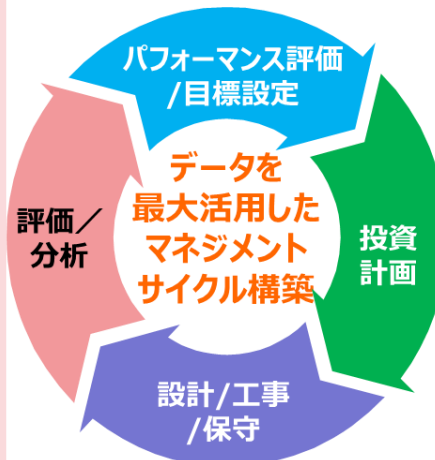 パフォーマンス評価
/目標設定
データを
最大活用した
マネジメント
サイクル構築
投資
計画
設計/工事
/保守
評価／
分析